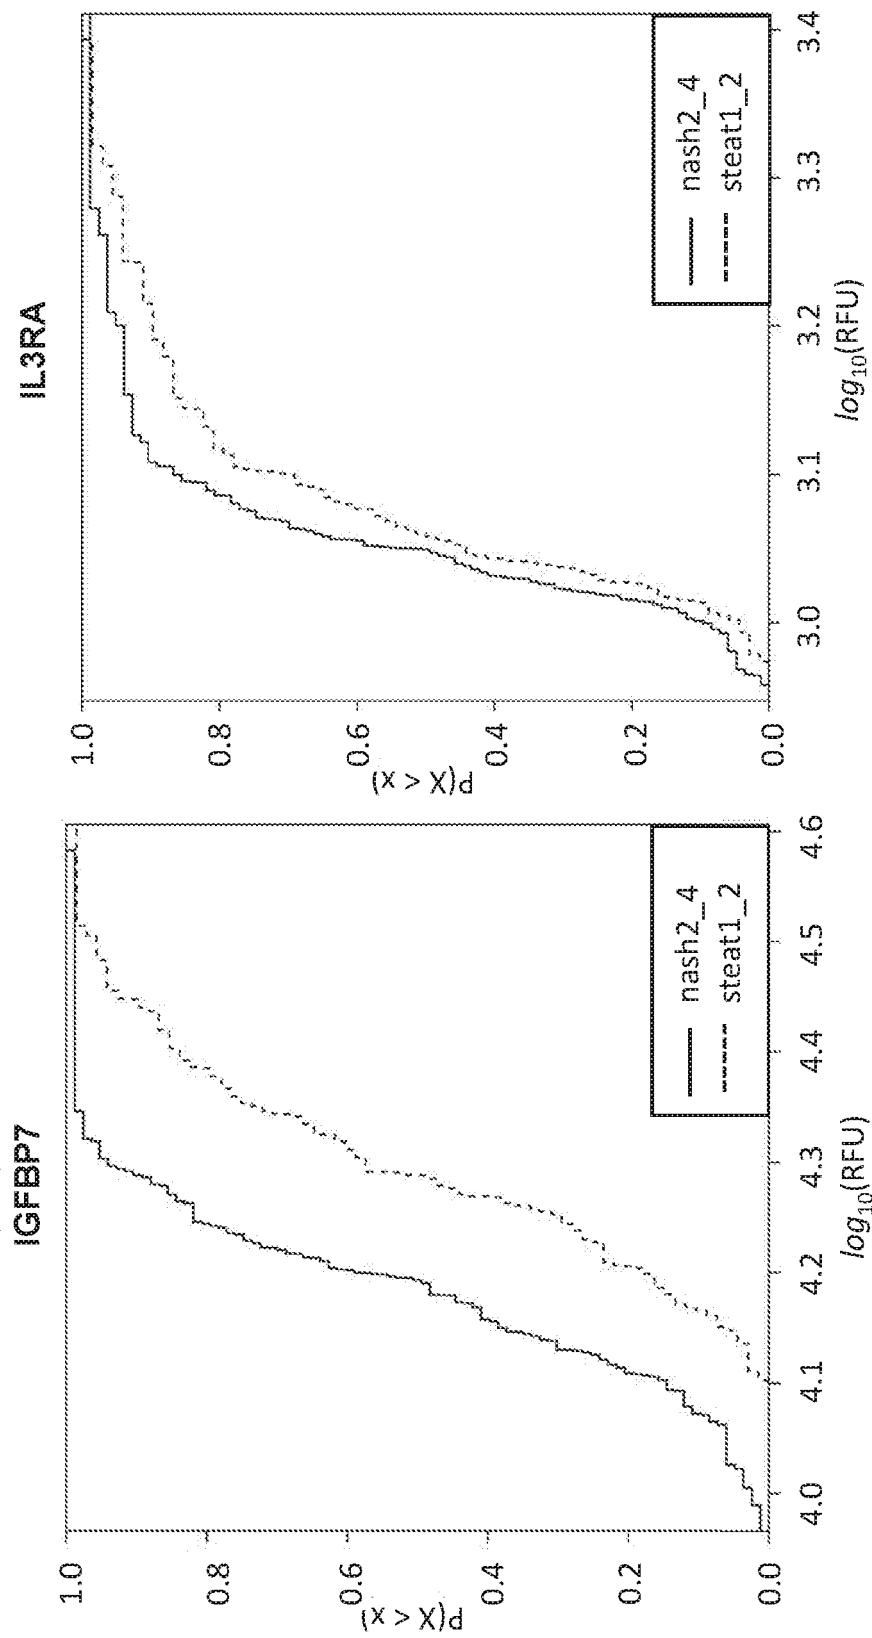 IGFBP7
P(X < x)
1.0
0.8
0.6
0.4
0.2
0.0
nash2_4
steat1_2
4.0
4.1
4.2
4.3
4.4
4.5
4.6
log10(RFU)
IL3RA
P(X < x)
1.0
0.8
0.6
0.4
0.2
0.0
nash2_4
steat1_2
3.0
3.1
3.2
3.3
3.4
log10(RFU)